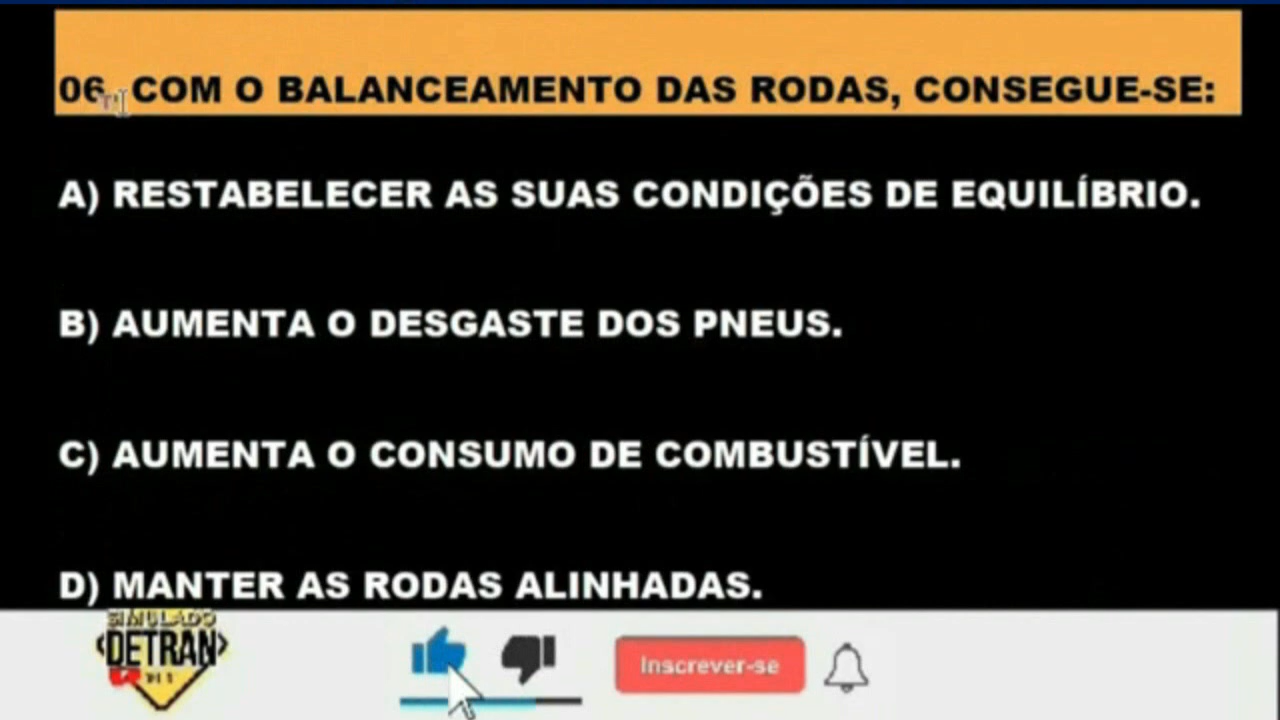 06. COM O BALANCEAMENTO DAS RODAS, CONSEGUE-SE:
A) RESTABELECER AS SUAS CONDIÇÕES DE EQUILÍBRIO.
B) AUMENTA O DESGASTE DOS PNEUS.
C) AUMENTA O CONSUMO DE COMBUSTÍVEL.
D) MANTER AS RODAS ALINHADAS.
SIMULADO
DETRAN
Inscrever-se